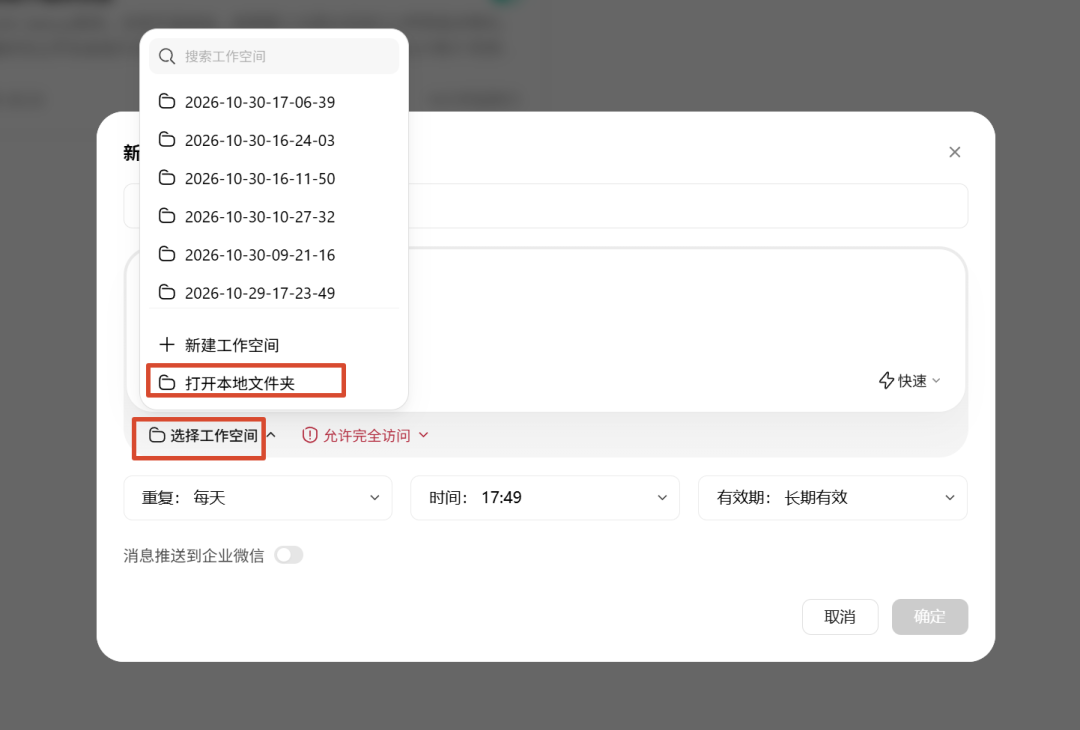 搜索工作空间
2026-10-30-17-06-39
2026-10-30-16-24-03
新
2026-10-30-16-11-50
2026-10-30-10-27-32
2026-10-30-09-21-16
2026-10-29-17-23-49
新建工作空间
打开本地文件夹
快速
选择工作空间
允许完全访问
重复： 每天
时间： 17:49
有效期： 长期有效
消息推送到企业微信
取消
确定